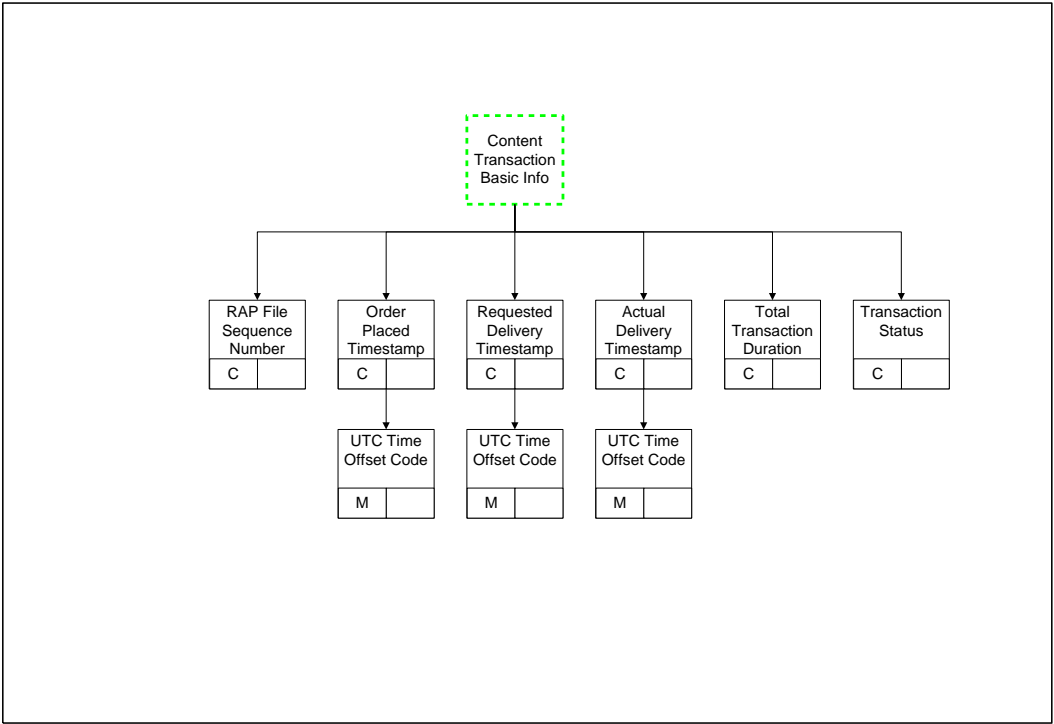 Content
Transaction
Basic Info
RAP File
Sequence
Number
C
Order
Placed
Timestamp
C
Requested
Delivery
Timestamp
C
Actual
Delivery
Timestamp
C
Total
Transaction
Duration
C
Transaction
Status
C
UTC Time
Offset Code
M
UTC Time
Offset Code
M
UTC Time
Offset Code
M